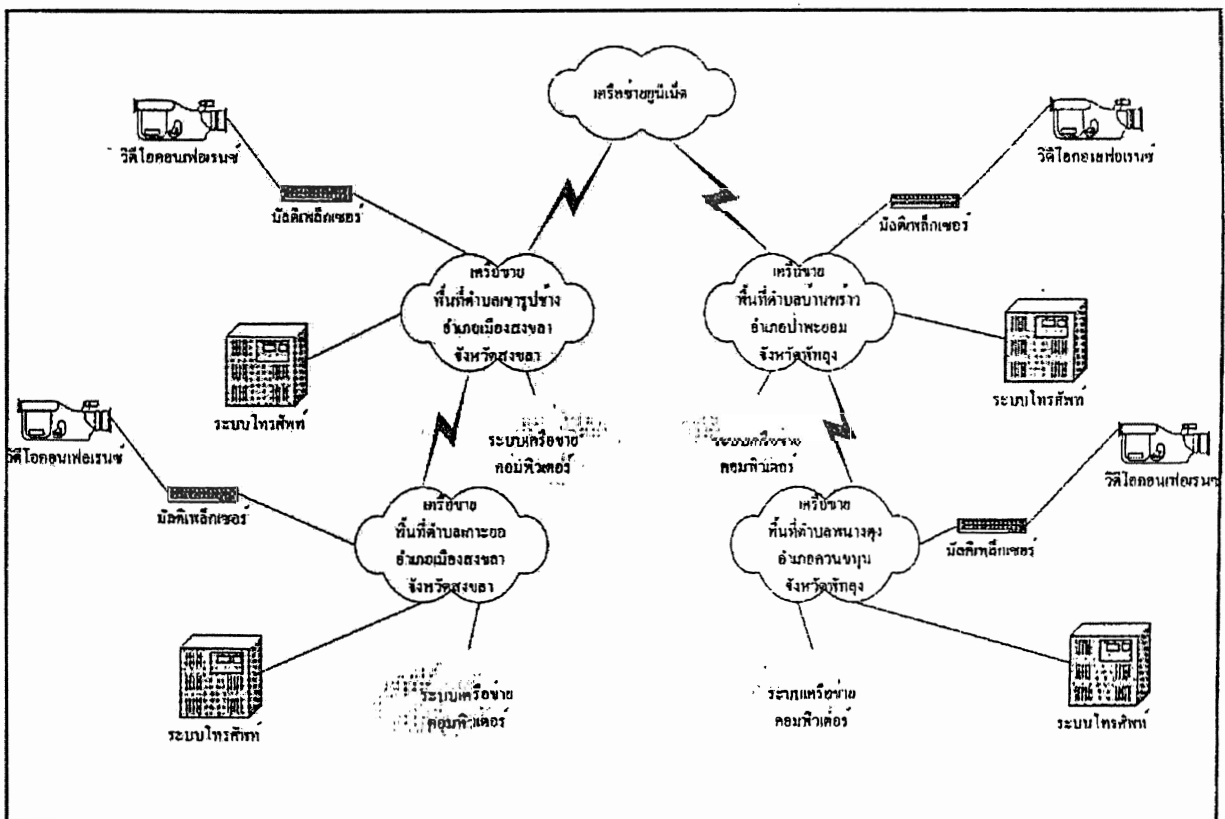 เครือข่ายยูนิเน็ต
วิดีโอคอนเฟอเรนซ์
มัลติเพล็กเซอร์
วิดีโอคอนเฟอเรนซ์
มัลติเพล็กเซอร์
เครือข่าย
พื้นที่ตำบลเขารูปช้าง
อำเภอเมืองสงขลา
จังหวัดสงขลา
เครือข่าย
พื้นที่ตำบลบ้านพร้าว
อำเภอป่าพะยอม
จังหวัดพัทลุง
ระบบโทรศัพท์
ระบบโทรศัพท์
ระบบเครือข่าย
คอมพิวเตอร์
ระบบเครือข่าย
คอมพิวเตอร์
วิดีโอคอนเฟอเรนซ์
มัลติเพล็กเซอร์
วิดีโอคอนเฟอเรนซ์
มัลติเพล็กเซอร์
เครือข่าย
พื้นที่ตำบลเกาะยอ
อำเภอเมืองสงขลา
จังหวัดสงขลา
เครือข่าย
พื้นที่ตำบลพนางตุง
อำเภอควนขนุน
จังหวัดพัทลุง
ระบบโทรศัพท์
ระบบเครือข่าย
คอมพิวเตอร์
ระบบเครือข่าย
คอมพิวเตอร์
ระบบโทรศัพท์